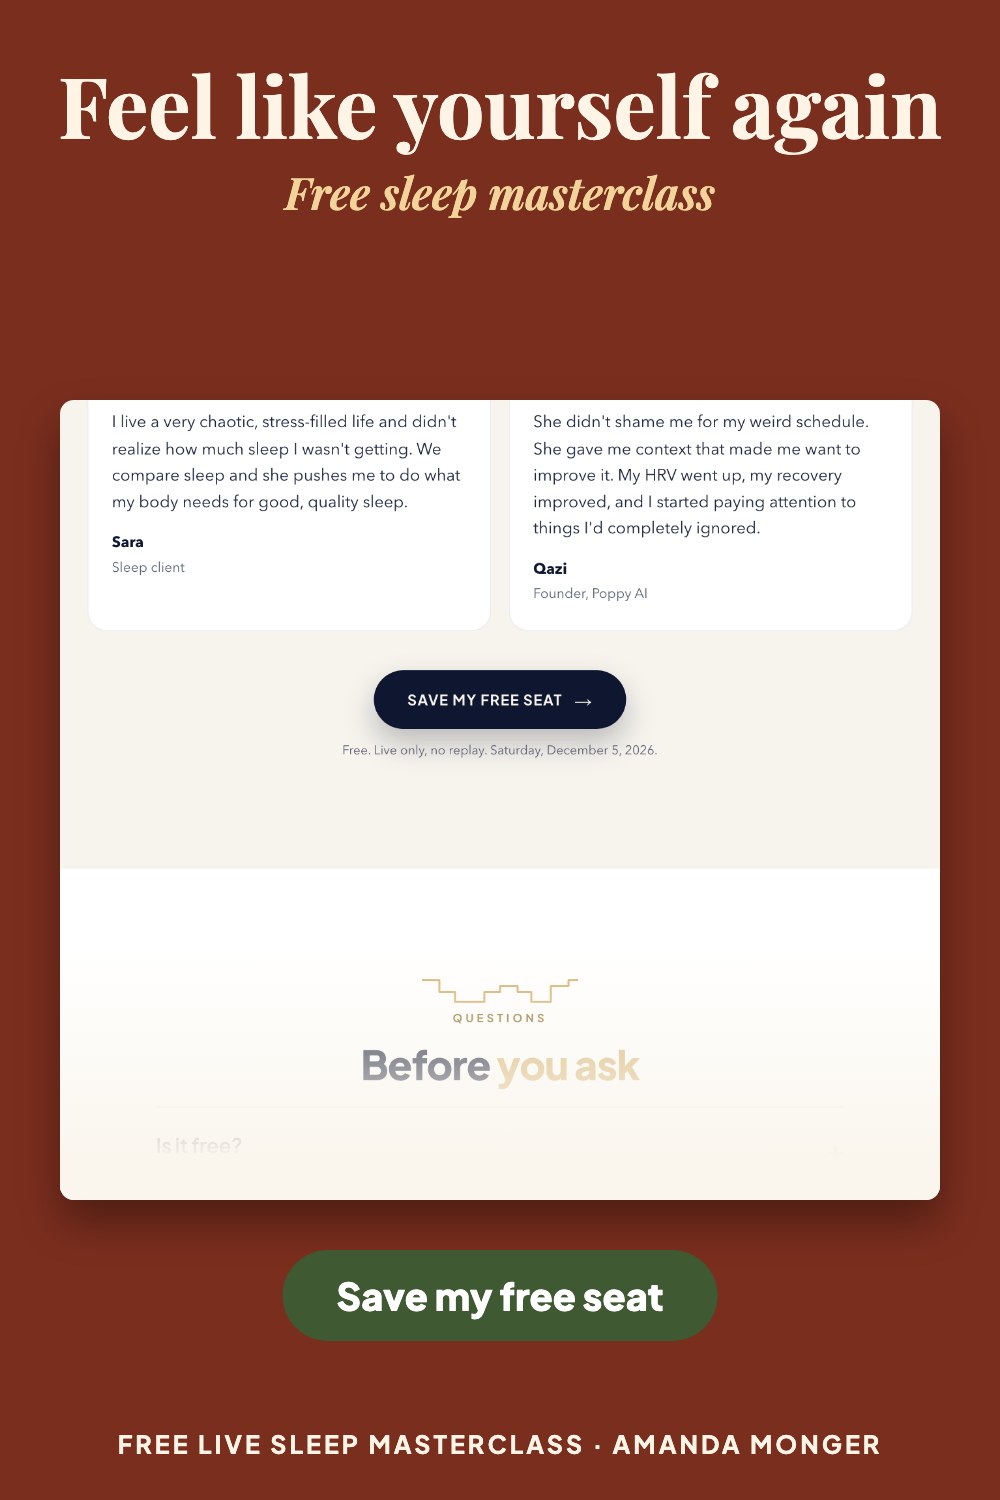 Feel like yourself again
Free sleep masterclass
I live a very chaotic, stress-filled life and didn't
realize how much sleep I wasn't getting. We
compare sleep and she pushes me to do what
my body needs for good, quality sleep.
Sara
Sleep client
She didn't shame me for my weird schedule.
She gave me context that made me want to
improve it. My HRV went up, my recovery
improved, and I started paying attention to
things I'd completely ignored.
Qazi
Founder, Poppy AI
SAVE MY FREE SEAT →
Free. Live only, no replay. Saturday, December 5, 2026.
QUESTIONS
Before you ask
Is it free?
Save my free seat
FREE LIVE SLEEP MASTERCLASS · AMANDA MONGER